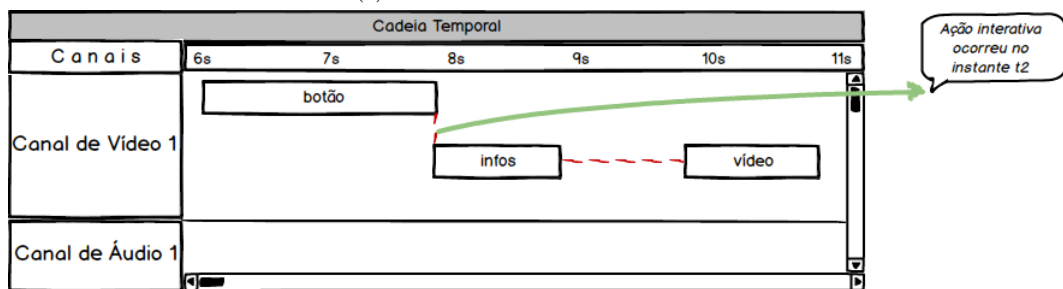 Cadeia Temporal
Canais
6s 7s 8s 9s 10s 11s
Ação interativa
ocorreu no
instante t2
botão
Canal de Vídeo 1
infos
vídeo
Canal de Áudio 1